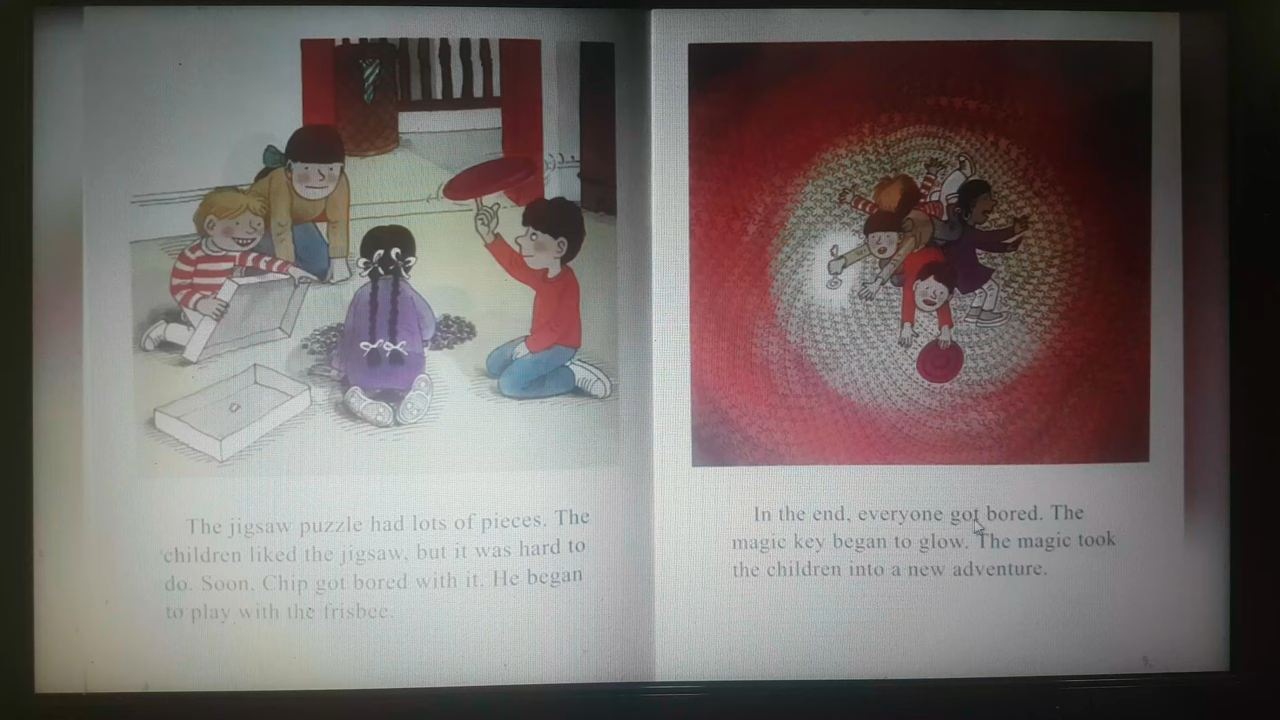 The jigsaw puzzle had lots of pieces. The
children liked the jigsaw, but it was hard to
do. Soon, Chip got bored with it. He began
to play with the frisbee.
In the end, everyone got bored. The
magic key began to glow. The magic took
the children into a new adventure.